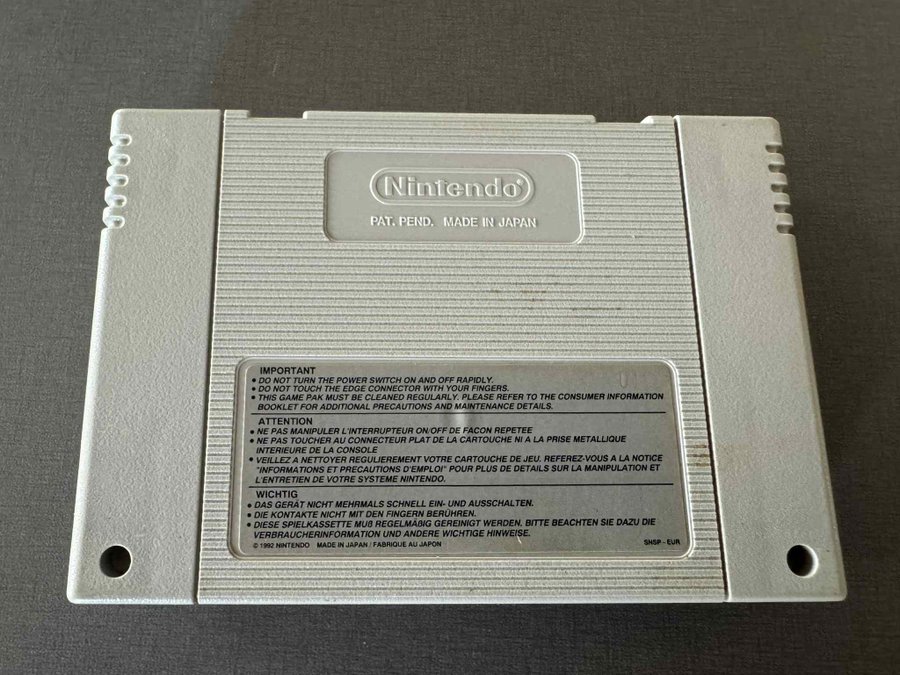 Nintendo®
PAT. PEND. MADE IN JAPAN
IMPORTANT
• DO NOT TURN THE POWER SWITCH ON AND OFF RAPIDLY.
• DO NOT TOUCH THE EDGE CONNECTOR WITH YOUR FINGERS.
• THIS GAME PAK MUST BE CLEANED REGULARLY. PLEASE REFER TO THE CONSUMER INFORMATION
BOOKLET FOR ADDITIONAL PRECAUTIONS AND MAINTENANCE DETAILS.
ATTENTION
• NE PAS MANIPULER L'INTERRUPTEUR ON/OFF DE FACON REPETEE
• NE PAS TOUCHER AU CONNECTEUR PLAT DE LA CARTOUCHE NI A LA PRISE METALLIQUE
INTERIEURE DE LA CONSOLE
• VEILLEZ A NETTOYER REGULIEREMENT VOTRE CARTOUCHE DE JEU. REFEREZ-VOUS A LA NOTICE
"INFORMATIONS ET PRECAUTIONS D'EMPLOI" POUR PLUS DE DETAILS SUR LA MANIPULATION ET
L'ENTRETIEN DE VOTRE SYSTEME NINTENDO.
WICHTIG
• DAS GERÄT NICHT MEHRMALS SCHNELL EIN- UND AUSSCHALTEN.
• DIE KONTAKTE NICHT MIT DEN FINGERN BERÜHREN.
• DIESE SPIELKASSETTE MUß REGELMÄßIG GEREINIGT WERDEN. BITTE BEACHTEN SIE DAZU DIE
VERBRAUCHERINFORMATION UND ANDERE WICHTIGE HINWEISE.
© 1992 NINTENDO MADE IN JAPAN / FABRIQUE AU JAPON SNSP - EUR